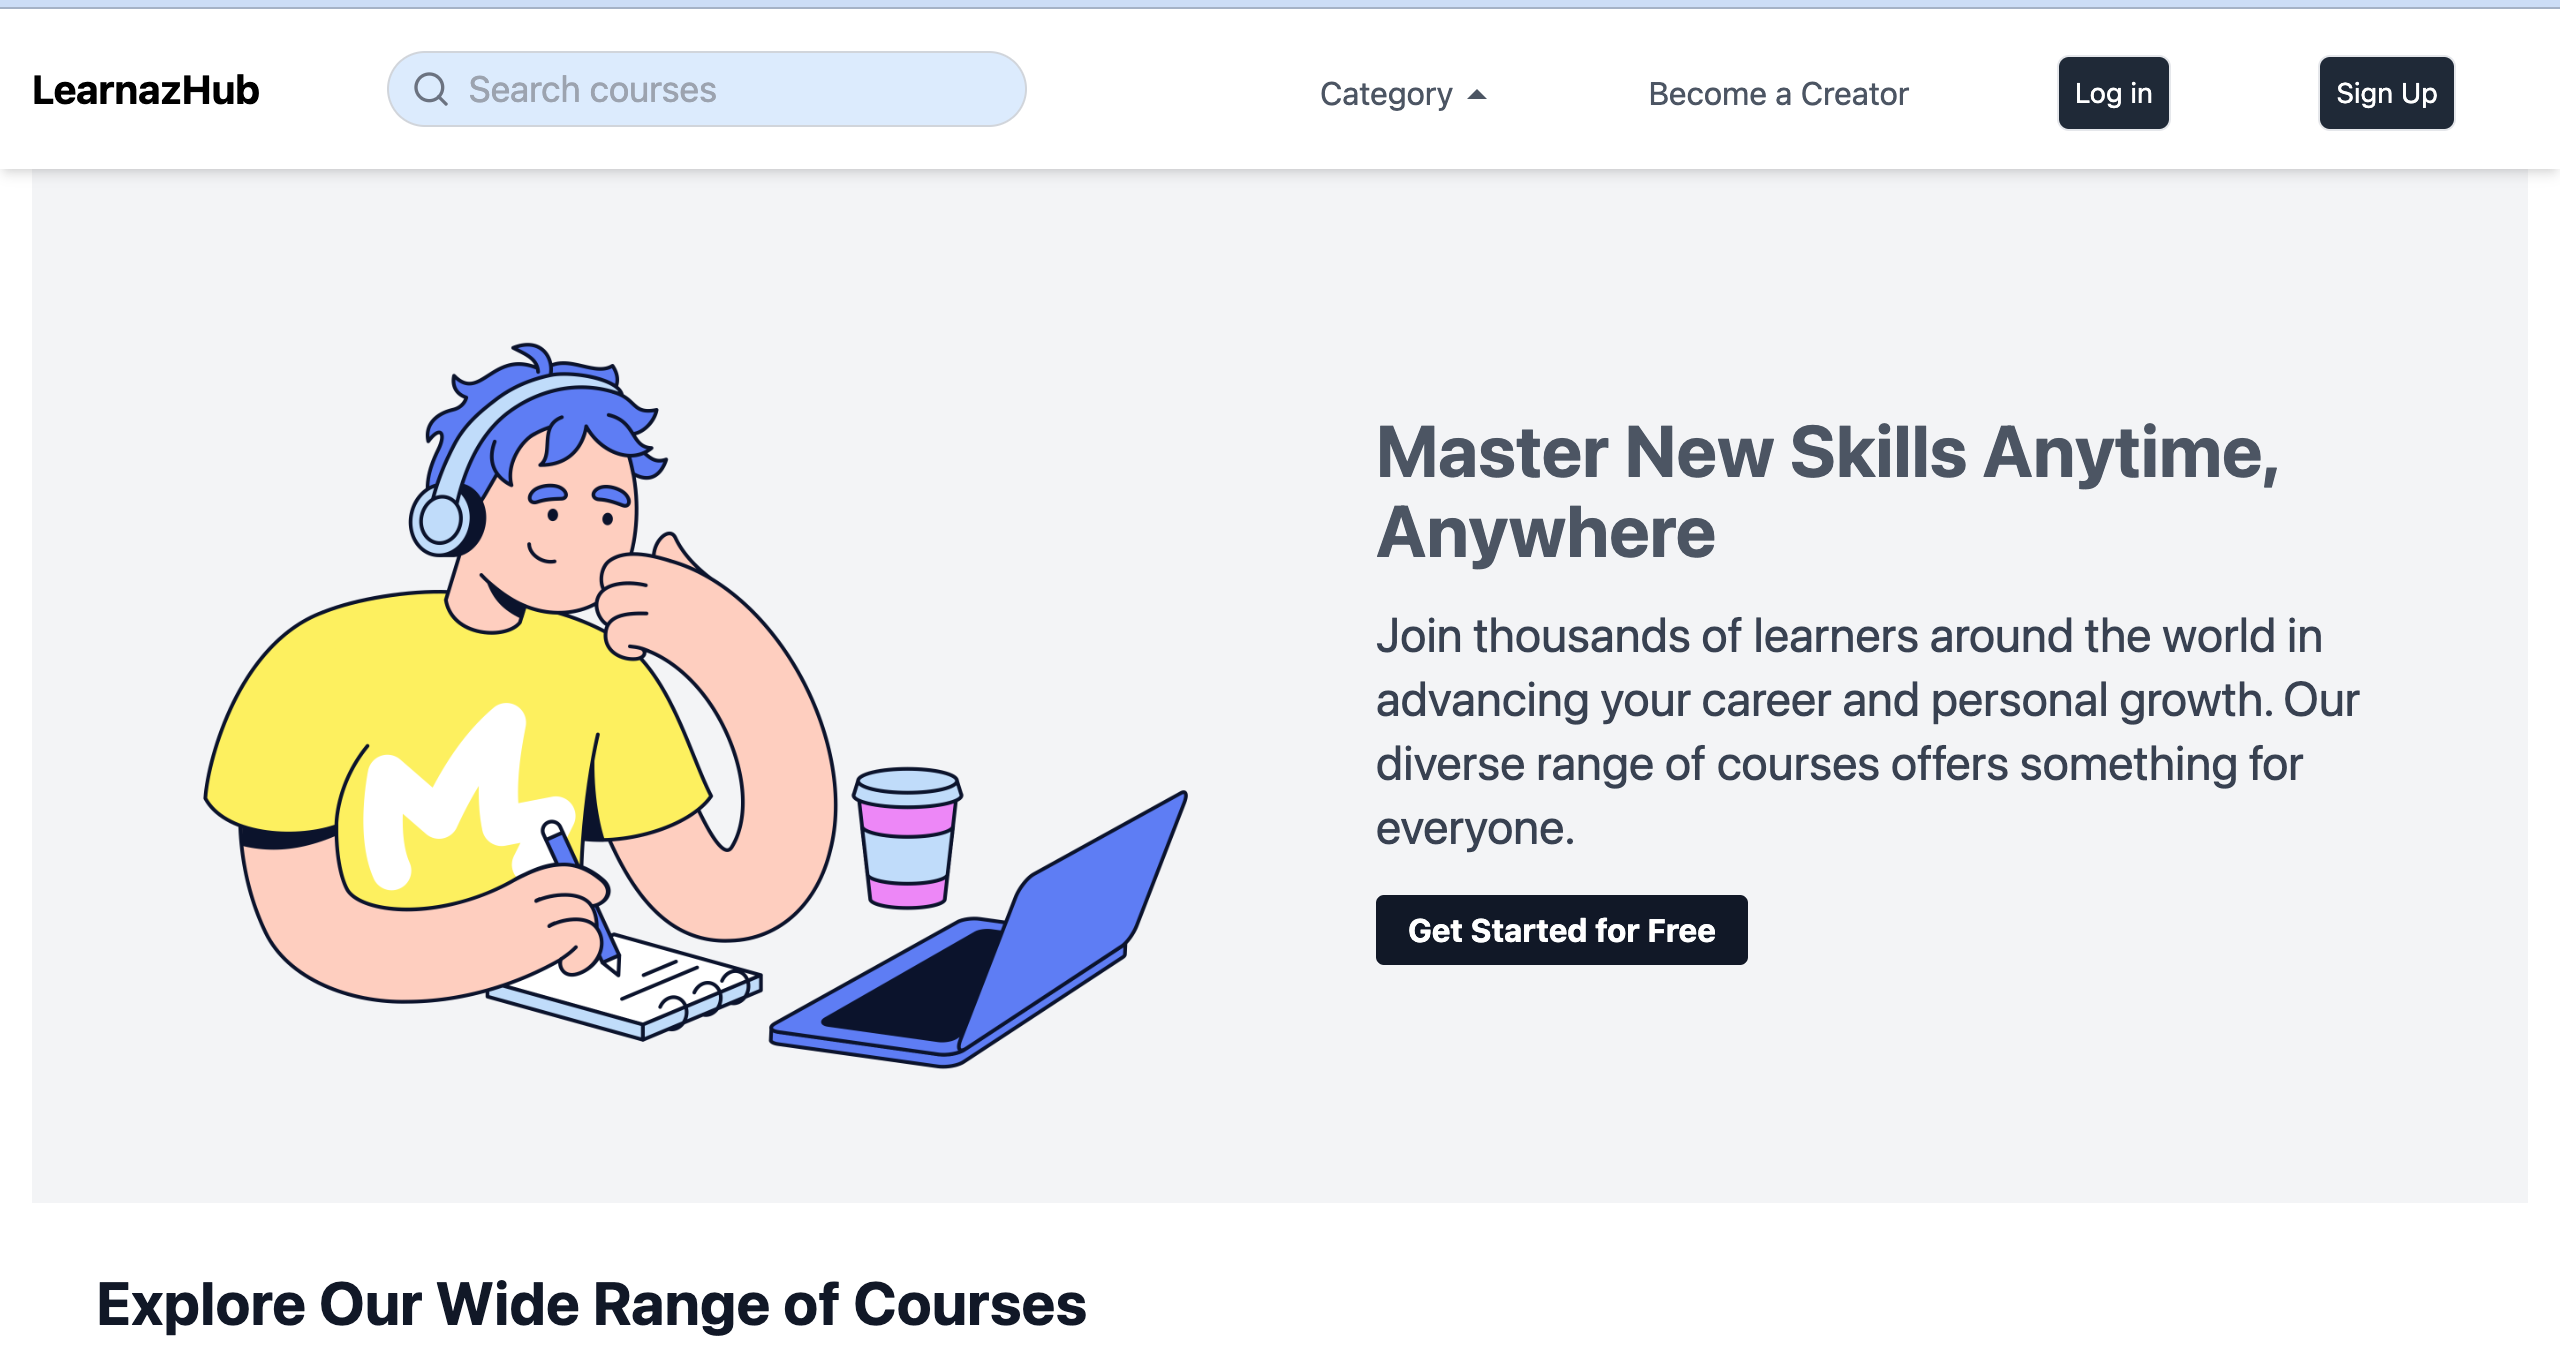 LearnazHub
Search courses
Category
Become a Creator
Log in
Sign Up
Master New Skills Anytime,
Anywhere
Join thousands of learners around the world in
advancing your career and personal growth. Our
diverse range of courses offers something for
everyone.
Get Started for Free
Explore Our Wide Range of Courses